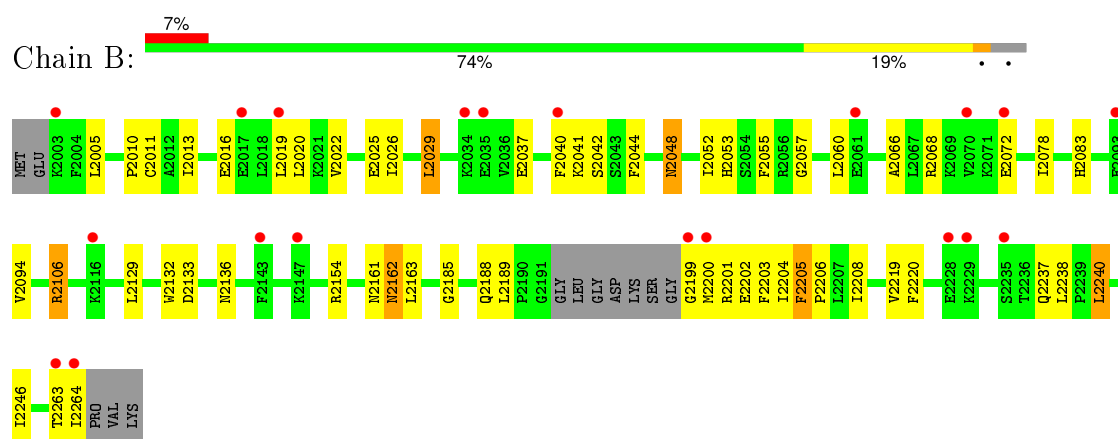 7%
Chain B:
74%
19%
MET GLU K2003 F2004 L2005 P2010 C2011 A2012 I2013 E2016 E2017 L2018 L2019 L2020 K2021 V2022 E2025 I2026 L2029 K2034 E2035 V2036 E2037 F2040 K2041 S2042 S2043 F2044 N2048 I2052 H2053 S2054 F2055 R2056 G2057 L2060 E2061 A2066 L2067 R2068 K2069 V2070 K2071 E2072 I2078 H2083
V2094 R2106 K2116 L2129 W2132 D2133 N2136 F2143 K2147 R2154 N2161 N2162 L2163 G2185 Q2188 L2189 P2190 G2191 GLY LEU GLY ASP LYS SER GLY G2199 M2200 R2201 E2202 F2203 I2204 F2205 P2206 L2207 I2208 V2219 F2220 E2228 K2229 S2235 T2236 Q2237 L2238 P2239 L2240
I2246 T2263 I2264 PRO VAL LYS